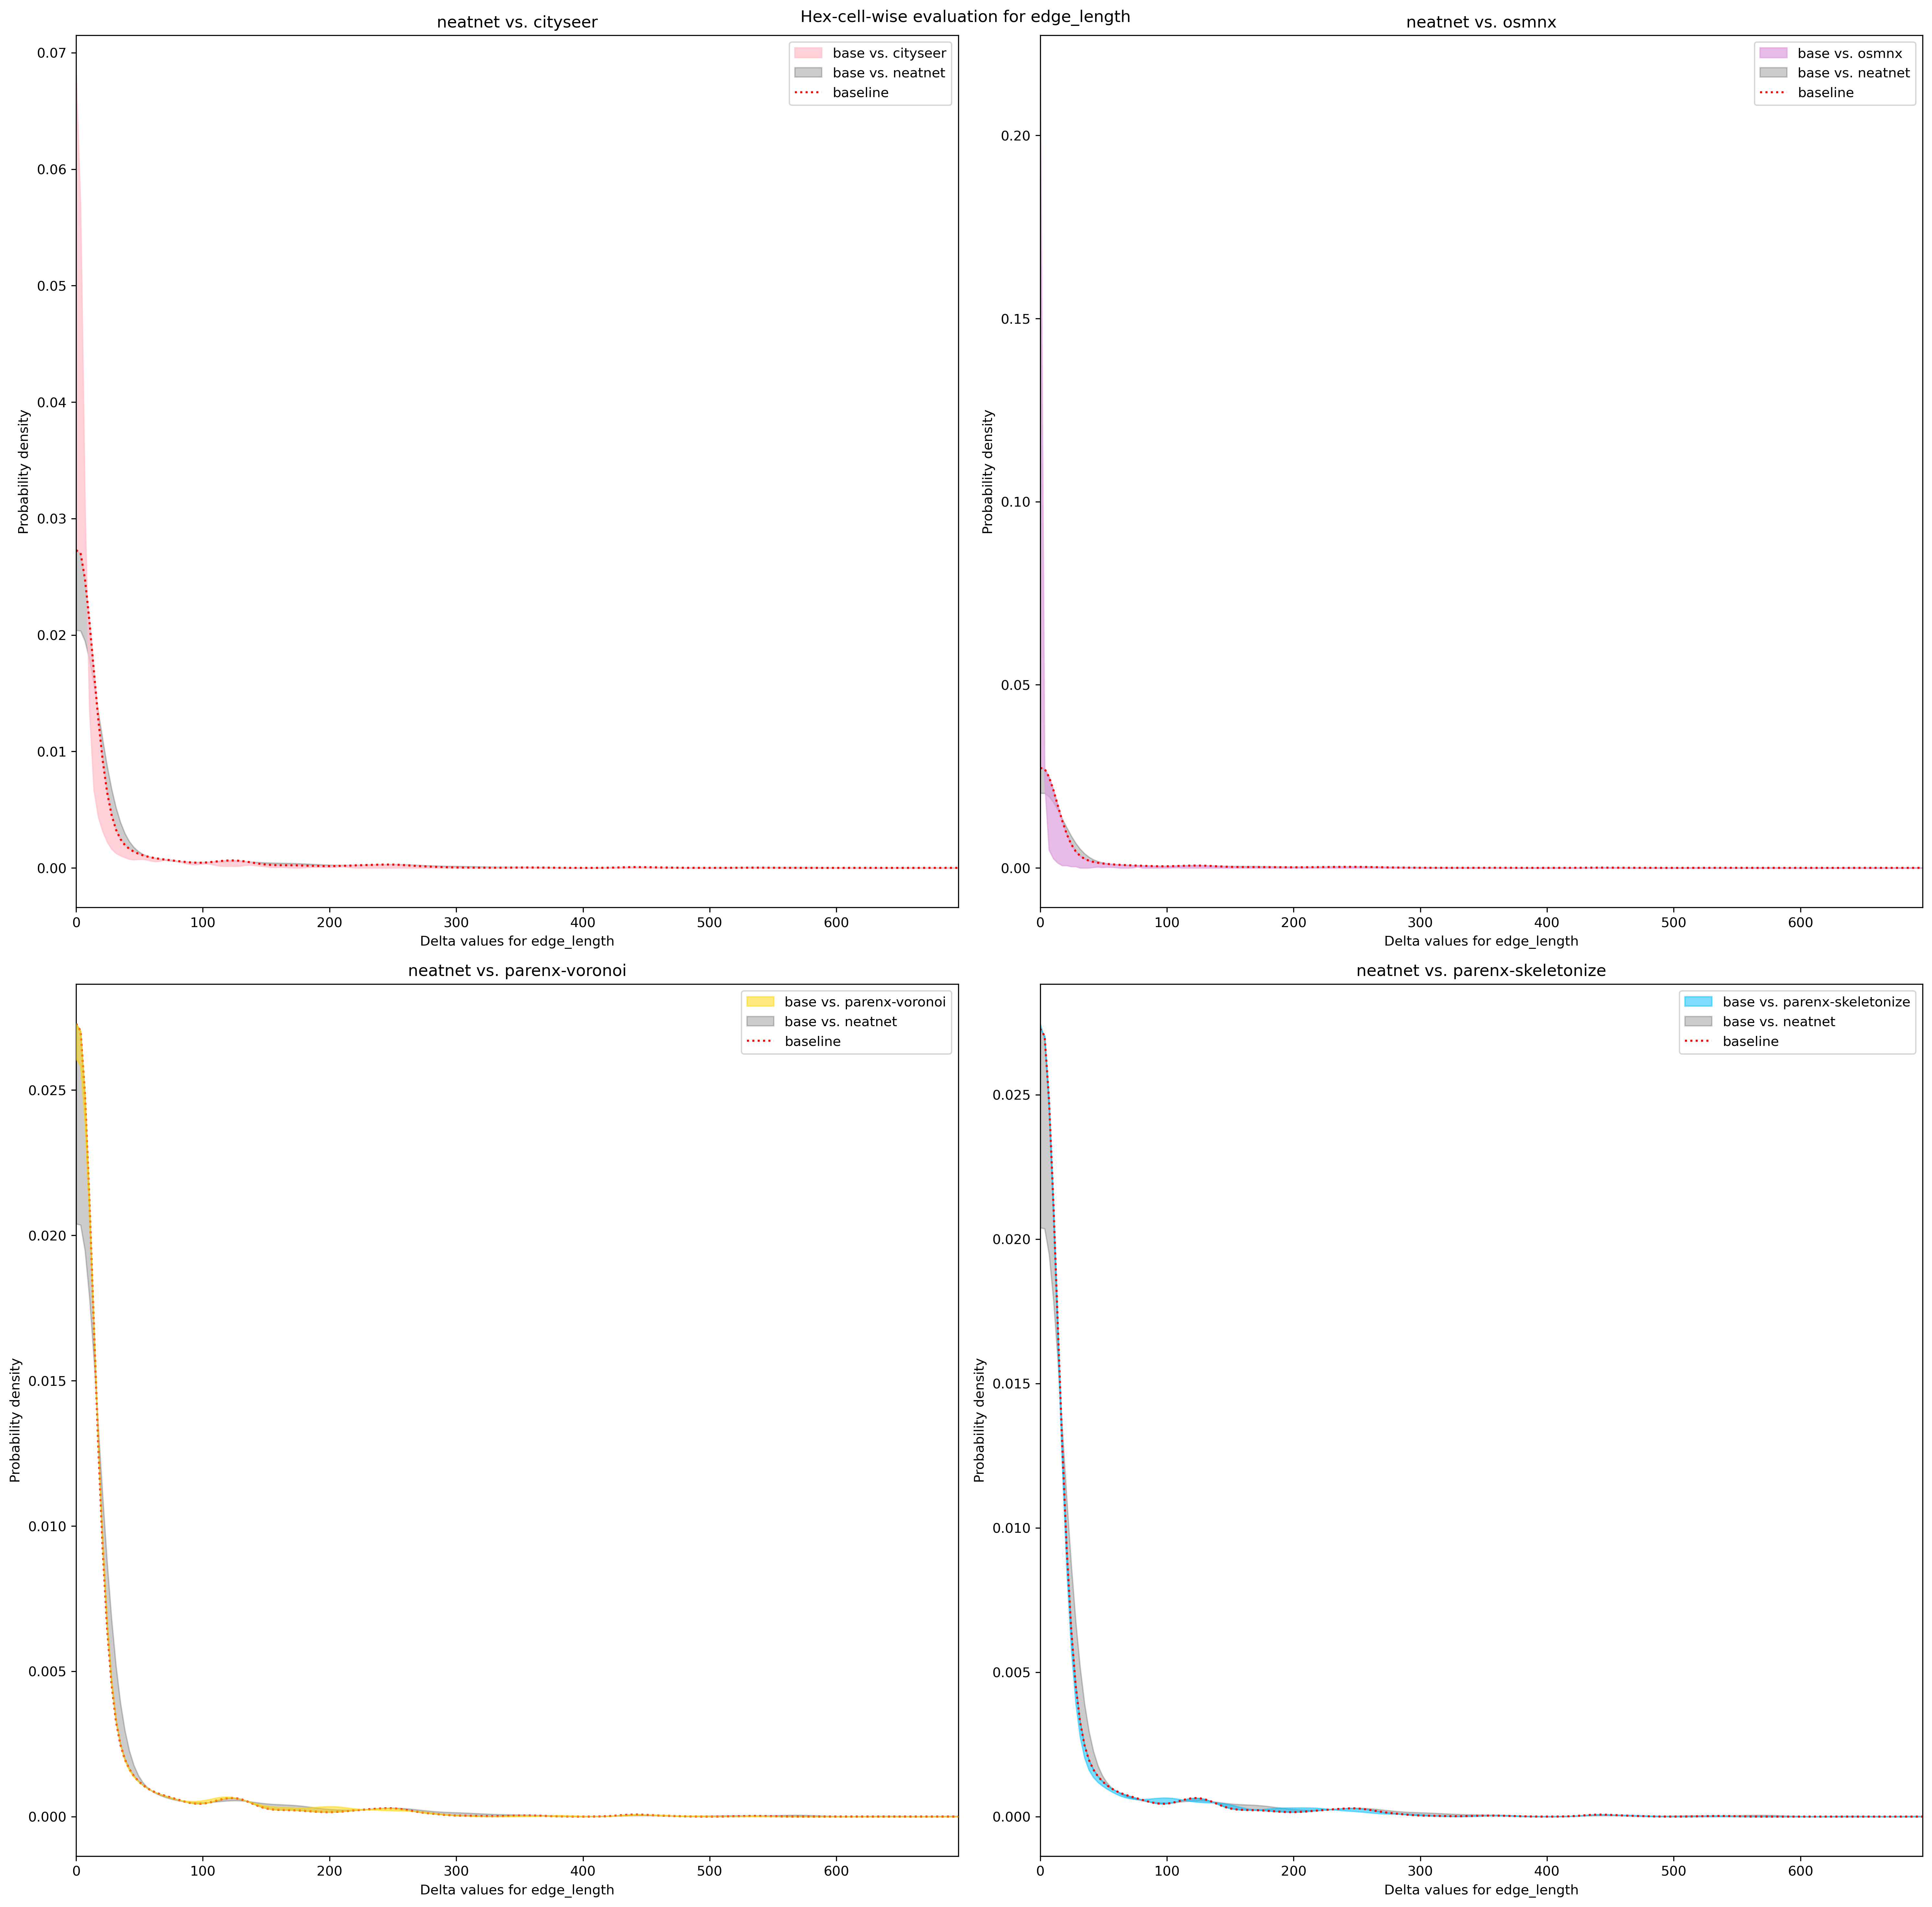 Hex-cell-wise evaluation for edge_length
neatnet vs. cityseer
base vs. cityseer
base vs. neatnet
baseline
Probability density
0.07
0.06
0.05
0.04
0.03
0.02
0.01
0.00
0 100 200 300 400 500 600
Delta values for edge_length
neatnet vs. osmnx
base vs. osmnx
base vs. neatnet
baseline
Probability density
0.20
0.15
0.10
0.05
0.00
0 100 200 300 400 500 600
Delta values for edge_length
neatnet vs. parenx-voronoi
base vs. parenx-voronoi
base vs. neatnet
baseline
Probability density
0.025
0.020
0.015
0.010
0.005
0.000
0 100 200 300 400 500 600
Delta values for edge_length
neatnet vs. parenx-skeletonize
base vs. parenx-skeletonize
base vs. neatnet
baseline
Probability density
0.025
0.020
0.015
0.010
0.005
0.000
0 100 200 300 400 500 600
Delta values for edge_length